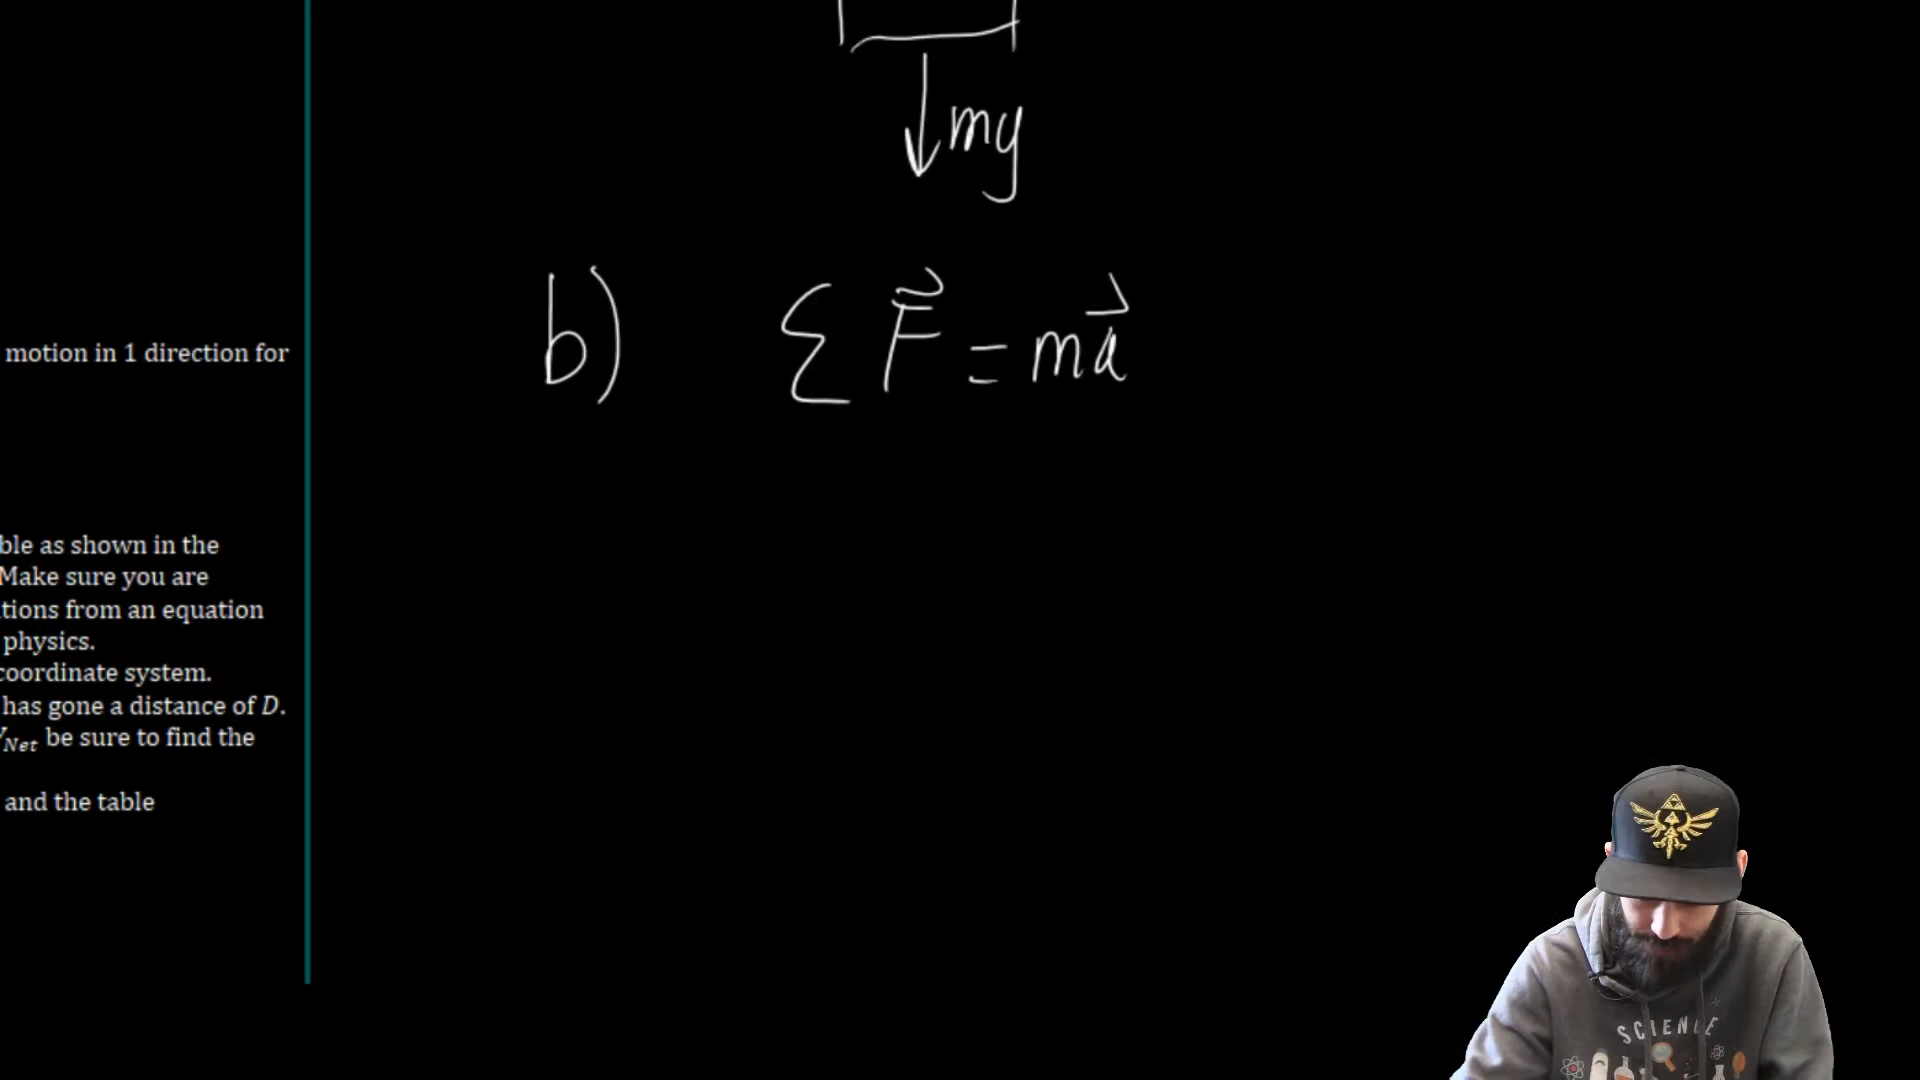 mg
b) Σ F⃗ = ma⃗
motion in 1 direction for
ble as shown in the
Make sure you are
tions from an equation
physics.
coordinate system.
has gone a distance of D.
Net be sure to find the
and the table
SCIENCE